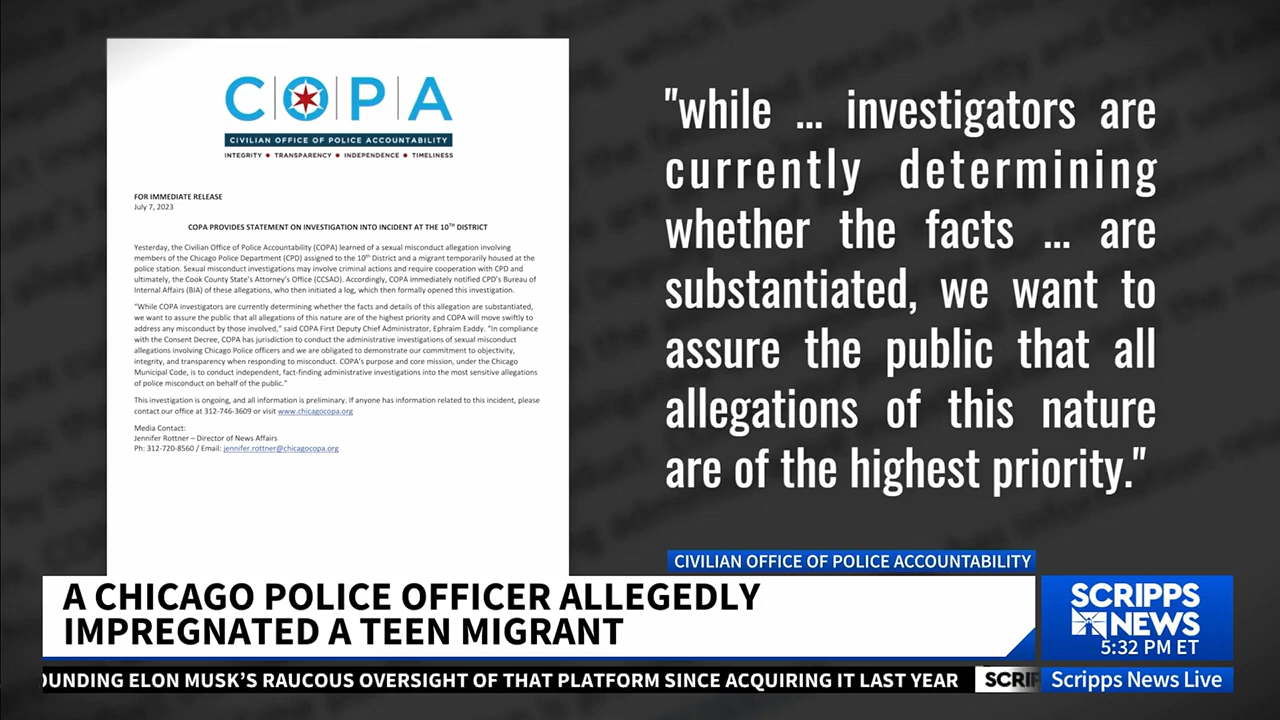 C O P A
CIVILIAN OFFICE OF POLICE ACCOUNTABILITY
INTEGRITY • TRANSPARENCY • INDEPENDENCE • TIMELINESS
FOR IMMEDIATE RELEASE
July 7, 2023
COPA PROVIDES STATEMENT ON INVESTIGATION INTO INCIDENT AT THE 10TH DISTRICT
Yesterday, the Civilian Office of Police Accountability (COPA) learned of a sexual misconduct allegation involving
members of the Chicago Police Department (CPD) assigned to the 10th District and a migrant temporarily housed at the
police station. Sexual misconduct investigations may involve criminal actions and require cooperation with CPD and
ultimately, the Cook County State's Attorney's Office (CCSAO). Accordingly, COPA immediately notified CPD's Bureau of
Internal Affairs (BIA) of these allegations, who then initiated a log, which then formally opened this investigation.
"While COPA investigators are currently determining whether the facts and details of this allegation are substantiated,
we want to assure the public that all allegations of this nature are of the highest priority and COPA will move swiftly to
address any misconduct by those involved," said COPA First Deputy Chief Administrator, Ephraim Eaddy. "In compliance
with the Consent Decree, COPA has jurisdiction to conduct the administrative investigations of sexual misconduct
allegations involving Chicago Police officers and we are obligated to demonstrate our commitment to objectivity,
integrity, and transparency when responding to misconduct. COPA's purpose and core mission, under the Chicago
Municipal Code, is to conduct independent, fact-finding administrative investigations into the most sensitive allegations
of police misconduct on behalf of the public."
This investigation is ongoing, and all information is preliminary. If anyone has information related to this incident, please
contact our office at 312-746-3609 or visit www.chicagocopa.org
Media Contact:
Jennifer Rottner – Director of News Affairs
Ph: 312-720-8560 / Email: jennifer.rottner@chicagocopa.org
"while ... investigators are
currently determining
whether the facts ... are
substantiated, we want to
assure the public that all
allegations of this nature
are of the highest priority."
CIVILIAN OFFICE OF POLICE ACCOUNTABILITY
A CHICAGO POLICE OFFICER ALLEGEDLY
IMPREGNATED A TEEN MIGRANT
SCRIPPS
NEWS
5:32 PM ET
OUNDING ELON MUSK'S RAUCOUS OVERSIGHT OF THAT PLATFORM SINCE ACQUIRING IT LAST YEAR
SCRIP
Scripps News Live